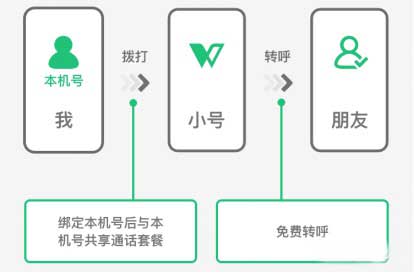 拨打
转呼
本机号
我
小号
朋友
绑定本机号后与本
机号共享通话套餐
免费转呼